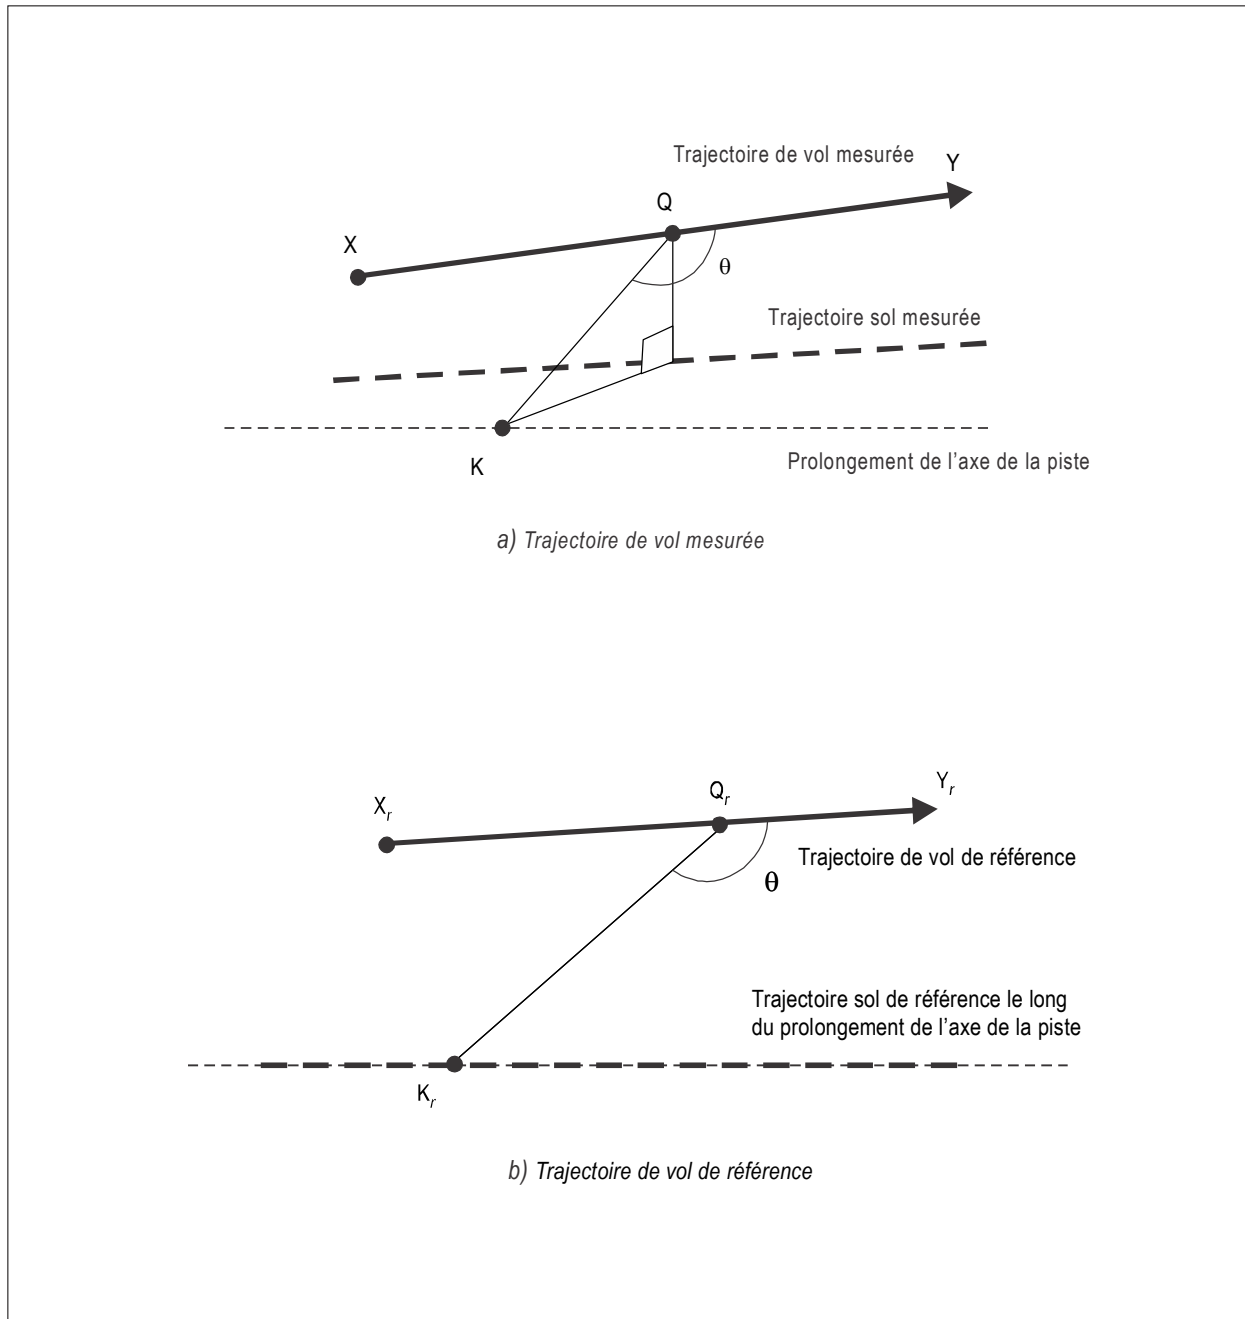 Trajectoire de vol mesurée
Y
Q
X
θ
Trajectoire sol mesurée
K
Prolongement de l'axe de la piste
a) Trajectoire de vol mesurée
Xr
Qr
Yr
Trajectoire de vol de référence
θ
Trajectoire sol de référence le long
du prolongement de l'axe de la piste
Kr
b) Trajectoire de vol de référence